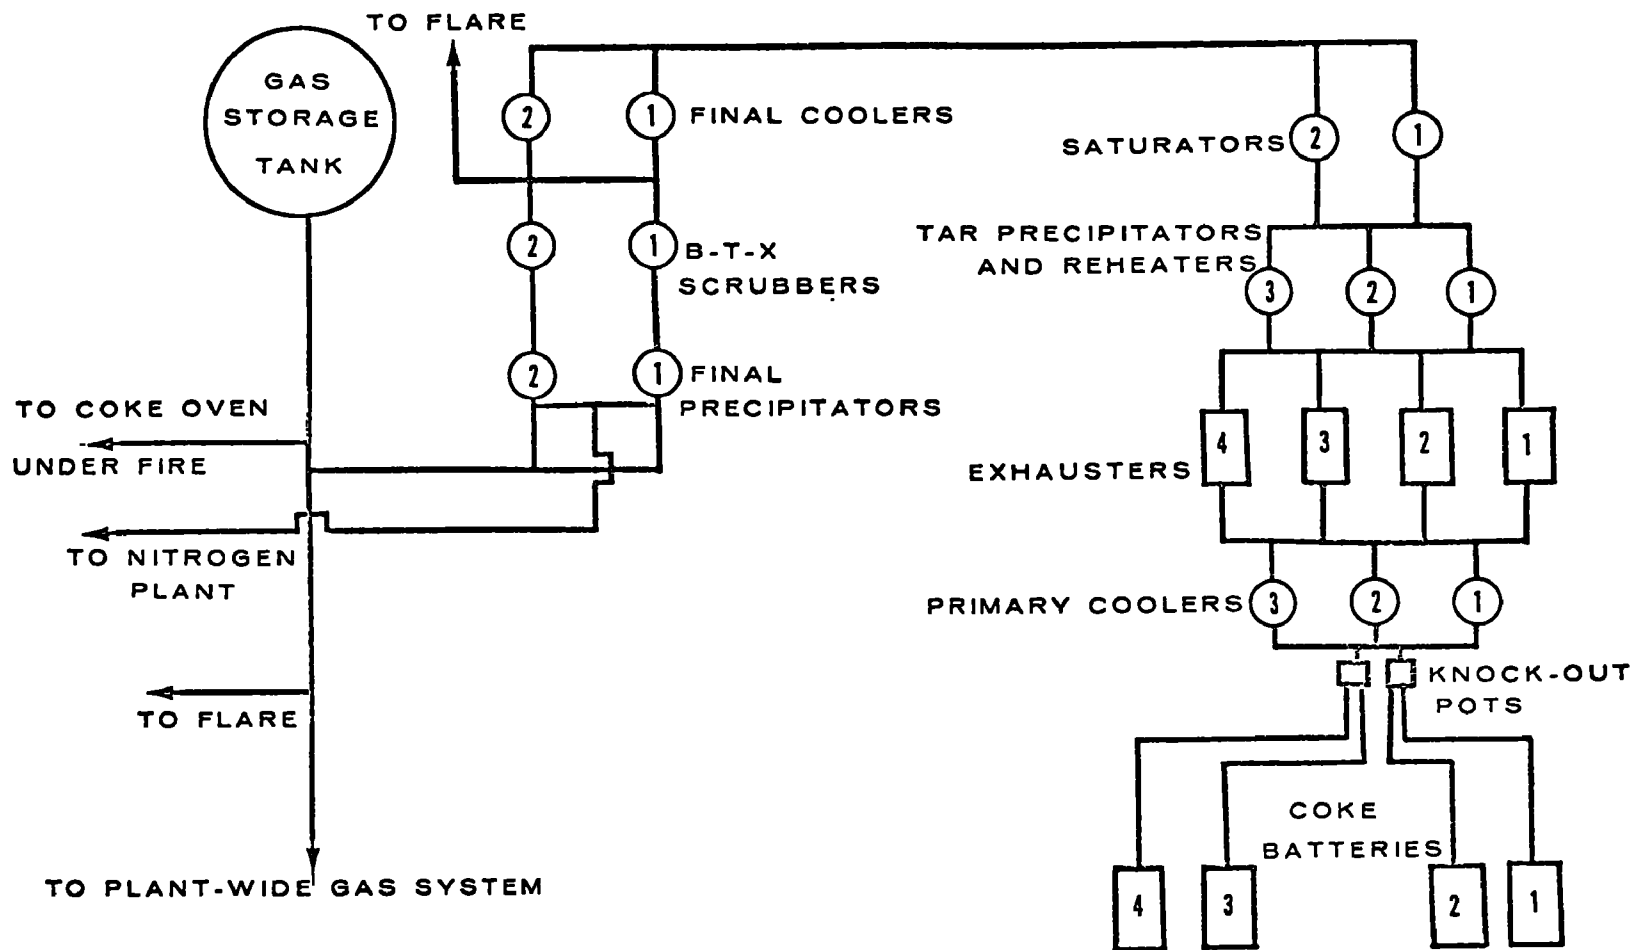 TO FLARE
GAS
STORAGE
TANK
2
1
FINAL COOLERS
SATURATORS
2
1
2
1
B-T-X
SCRUBBERS
TAR PRECIPITATORS
AND REHEATERS
3
2
1
2
1
FINAL
PRECIPITATORS
TO COKE OVEN
UNDER FIRE
EXHAUSTERS
4
3
2
1
TO NITROGEN
PLANT
PRIMARY COOLERS
3
2
1
KNOCK-OUT
POTS
TO FLARE
COKE
BATTERIES
TO PLANT-WIDE GAS SYSTEM
4
3
2
1